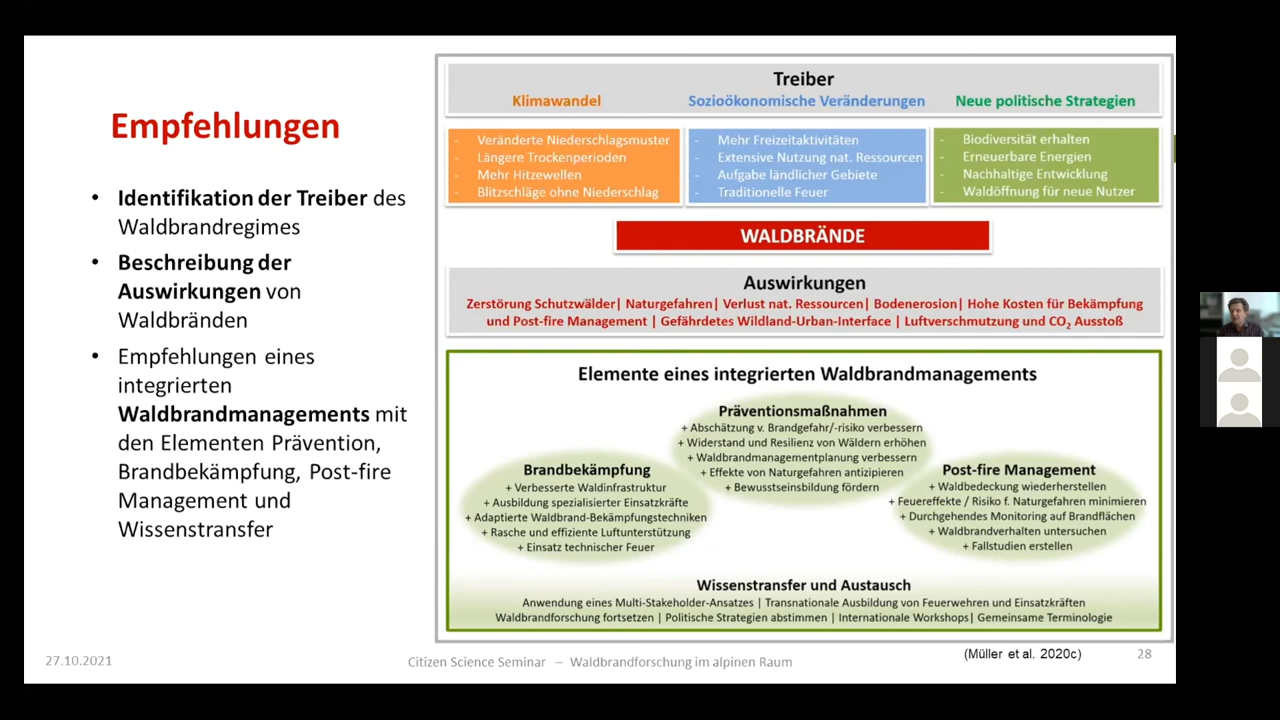 Empfehlungen
• Identifikation der Treiber des
Waldbrandregimes
• Beschreibung der
Auswirkungen von
Waldbränden
• Empfehlungen eines
integrierten
Waldbrandmanagements mit
den Elementen Prävention,
Brandbekämpfung, Post-fire
Management und
Wissenstransfer
Treiber
Klimawandel
Sozioökonomische Veränderungen
Neue politische Strategien
- Veränderte Niederschlagsmuster
- Längere Trockenperioden
- Mehr Hitzewellen
- Blitzschläge ohne Niederschlag
- Mehr Freizeitaktivitäten
- Extensive Nutzung nat. Ressourcen
- Aufgabe ländlicher Gebiete
- Traditionelle Feuer
- Biodiversität erhalten
- Erneuerbare Energien
- Nachhaltige Entwicklung
- Waldöffnung für neue Nutzer
WALDBRÄNDE
Auswirkungen
Zerstörung Schutzwälder| Naturgefahren| Verlust nat. Ressourcen| Bodenerosion| Hohe Kosten für Bekämpfung
und Post-fire Management | Gefährdetes Wildland-Urban-Interface | Luftverschmutzung und CO2 Ausstoß
Elemente eines integrierten Waldbrandmanagements
Präventionsmaßnahmen
+ Abschätzung v. Brandgefahr/-risiko verbessern
+ Widerstand und Resilienz von Wäldern erhöhen
+ Waldbrandmanagementplanung verbessern
+ Effekte von Naturgefahren antizipieren
+ Bewusstseinsbildung fördern
Brandbekämpfung
+ Verbesserte Waldinfrastruktur
+ Ausbildung spezialisierter Einsatzkräfte
+ Adaptierte Waldbrand-Bekämpfungstechniken
+ Rasche und effiziente Luftunterstützung
+ Einsatz technischer Feuer
Post-fire Management
+ Waldbedeckung wiederherstellen
+ Feuereffekte / Risiko f. Naturgefahren minimieren
+ Durchgehendes Monitoring auf Brandflächen
+ Waldbrandverhalten untersuchen
+ Fallstudien erstellen
Wissenstransfer und Austausch
Anwendung eines Multi-Stakeholder-Ansatzes | Transnationale Ausbildung von Feuerwehren und Einsatzkräften
Waldbrandforschung fortsetzen | Politische Strategien abstimmen | Internationale Workshops| Gemeinsame Terminologie
27.10.2021
Citizen Science Seminar – Waldbrandforschung im alpinen Raum
(Müller et al. 2020c)
28